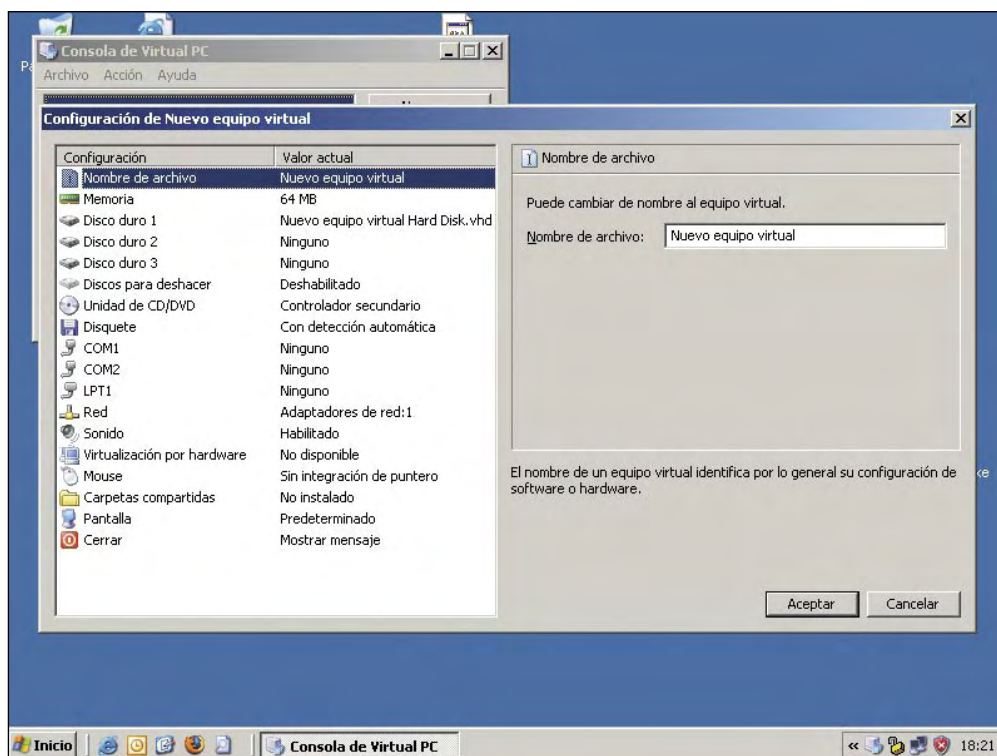 Consola de Virtual PC
Archivo Acción Ayuda
Configuración de Nuevo equipo virtual
Configuración Valor actual
Nombre de archivo Nuevo equipo virtual
Memoria 64 MB
Disco duro 1 Nuevo equipo virtual Hard Disk.vhd
Disco duro 2 Ninguno
Disco duro 3 Ninguno
Discos para deshacer Deshabilitado
Unidad de CD/DVD Controlador secundario
Disquete Con detección automática
COM1 Ninguno
COM2 Ninguno
LPT1 Ninguno
Red Adaptadores de red:1
Sonido Habilitado
Virtualización por hardware No disponible
Mouse Sin integración de puntero
Carpetas compartidas No instalado
Pantalla Predeterminado
Cerrar Mostrar mensaje
Nombre de archivo
Puede cambiar de nombre al equipo virtual.
Nombre de archivo: Nuevo equipo virtual
El nombre de un equipo virtual identifica por lo general su configuración de
software o hardware.
Aceptar Cancelar
Inicio Consola de Virtual PC « 18:21